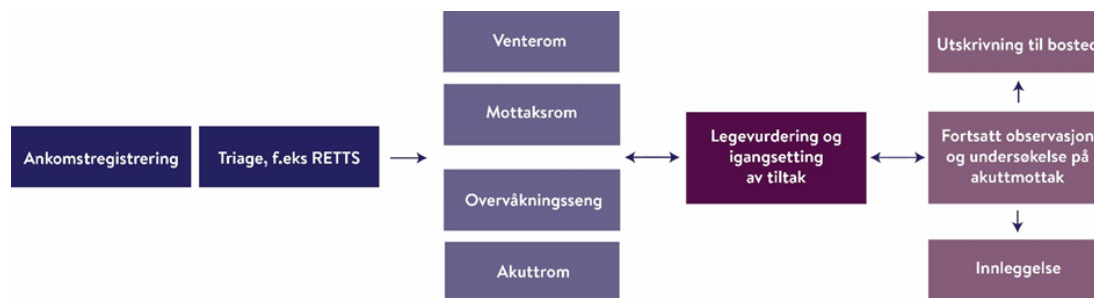 Ankomstregistrering
Triage, f.eks RETTS
Venterom
Mottaksrom
Overvåkningsseng
Akuttrom
Legevurdering og
igangsetting
av tiltak
Utskrivning til bosted
Fortsatt observasjon
og undersøkelse på
akuttmottak
Innleggelse